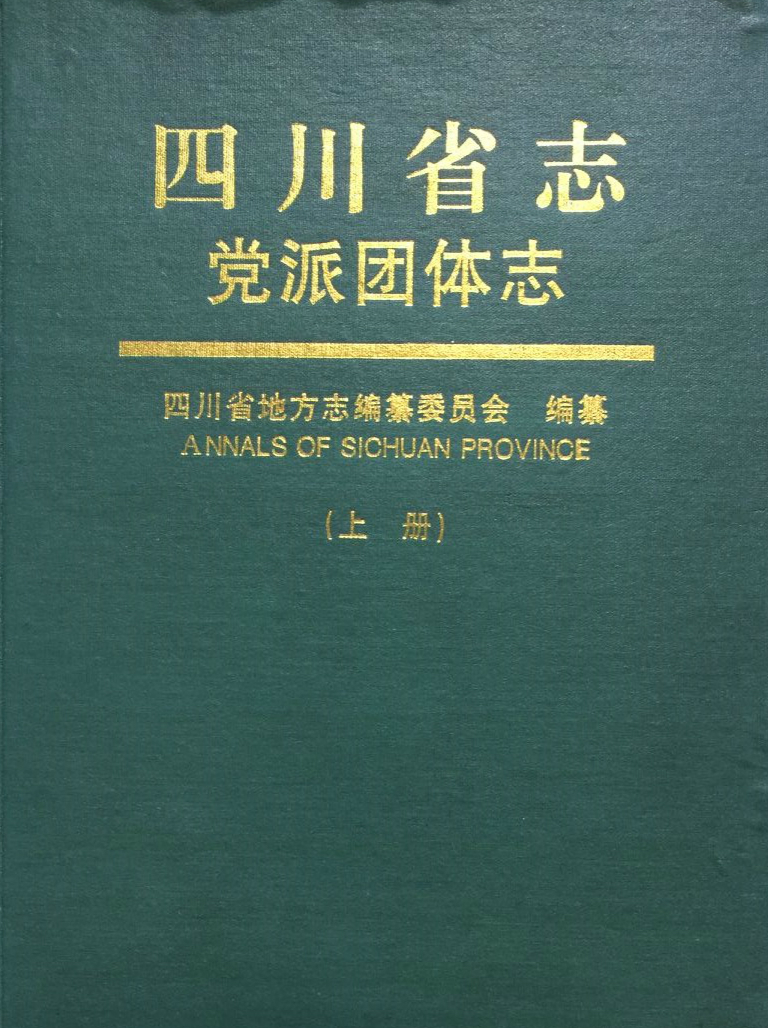 四川省志
党派团体志
四川省地方志编纂委员会 编纂
ANNALS OF SICHUAN PROVINCE
(上 册)